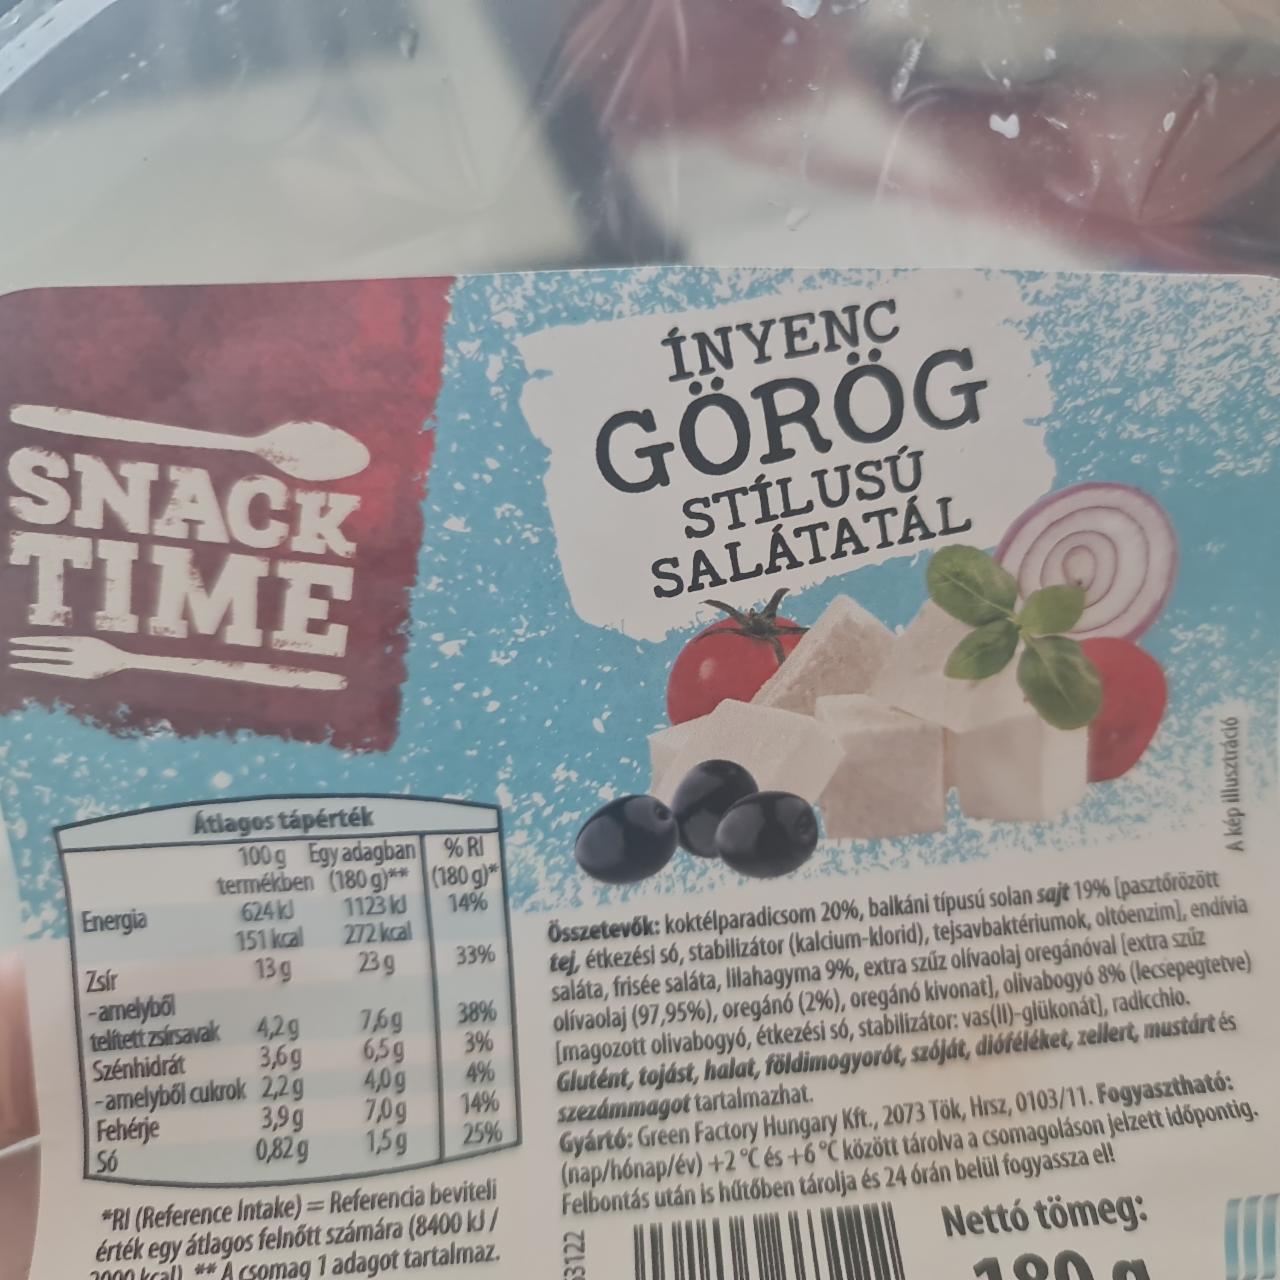 SNACK
TIME
ÍNYENC
GÖRÖG
STÍLUSÚ
SALÁTATÁL
A kép illusztráció
Átlagos tápérték
100 g Egy adagban % RI
termékben (180 g)** (180 g)*
Energia 624 kJ 1123 kJ 14%
151 kcal 272 kcal
Zsír 13 g 23 g 33%
-amelyből
telített zsírsavak 4,2 g 7,6 g 38%
Szénhidrát 3,6 g 6,5 g 3%
-amelyből cukrok 2,2 g 4,0 g 4%
Fehérje 3,9 g 7,0 g 14%
Só 0,82 g 1,5 g 25%
*RI (Reference Intake) = Referencia beviteli
érték egy átlagos felnőtt számára (8400 kJ /
2000 kcal) ** A csomag 1 adagot tartalmaz.
Összetevők: koktélparadicsom 20%, balkáni típusú solan sajt 19% [pasztőrözött
tej, étkezési só, stabilizátor (kalcium-klorid), tejsavbaktériumok, oltóenzim], endívia
saláta, frisée saláta, lilahagyma 9%, extra szűz olívaolaj oregánóval [extra szűz
olívaolaj (97,95%), oregánó (2%), oregánó kivonat], olivabogyó 8% (lecsepegtetve)
[magozott olivabogyó, étkezési só, stabilizátor: vas(II)-glükonát], radicchio.
Glutént, tojást, halat, földimogyorót, szóját, dióféléket, zellert, mustárt és
szezámmagot tartalmazhat.
Gyártó: Green Factory Hungary Kft., 2073 Tök, Hrsz, 0103/11. Fogyasztható:
(nap/hónap/év) +2 °C és +6 °C között tárolva a csomagoláson jelzett időpontig.
Felbontás után is hűtőben tárolja és 24 órán belül fogyassza el!
63122
Nettó tömeg:
180 g